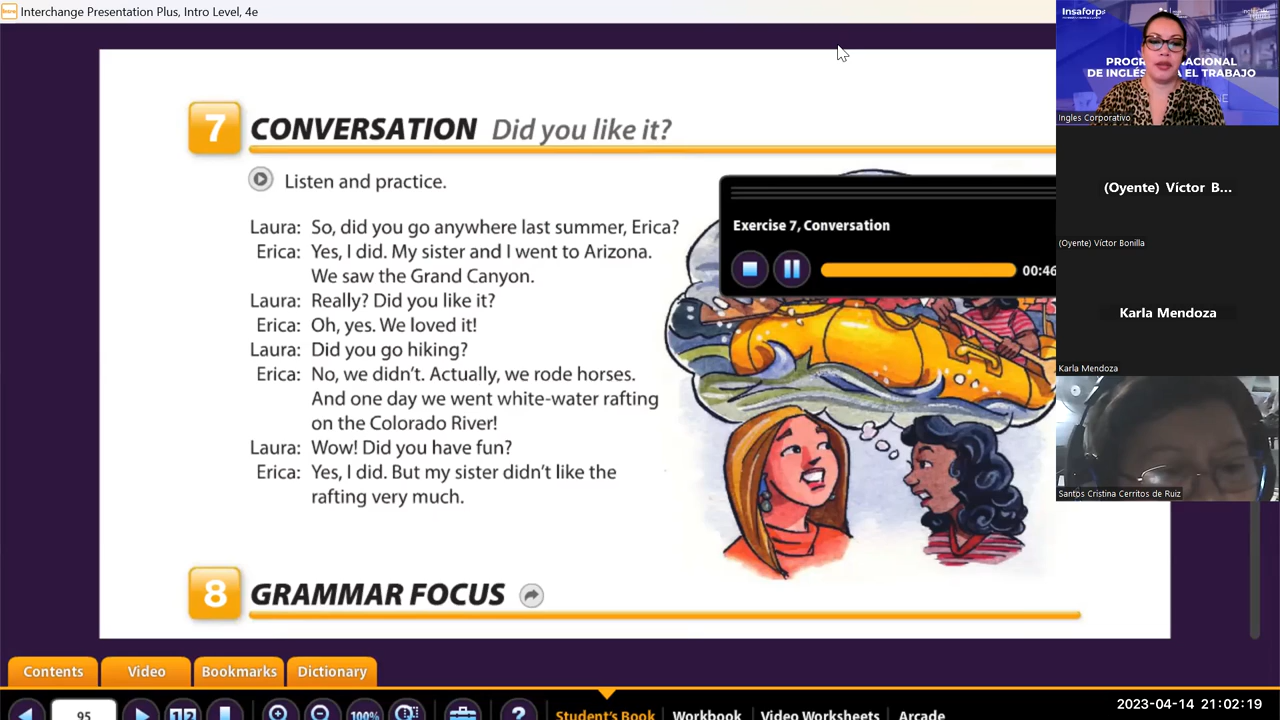 Interchange Presentation Plus, Intro Level, 4e
7 CONVERSATION Did you like it?
Listen and practice.
Laura: So, did you go anywhere last summer, Erica?
Erica: Yes, I did. My sister and I went to Arizona.
We saw the Grand Canyon.
Laura: Really? Did you like it?
Erica: Oh, yes. We loved it!
Laura: Did you go hiking?
Erica: No, we didn't. Actually, we rode horses.
And one day we went white-water rafting
on the Colorado River!
Laura: Wow! Did you have fun?
Erica: Yes, I did. But my sister didn't like the
rafting very much.
Exercise 7, Conversation
00:46
8 GRAMMAR FOCUS
Contents Video Bookmarks Dictionary
95 1 2 100% ? Student's Book Workbook Video Worksheets Arcade
Insaforp
DE INGLÉS
EL TRABAJO
Ingles Corporativo
(Oyente) Víctor B...
(Oyente) Víctor Bonilla
Karla Mendoza
Karla Mendoza
Santos Cristina Cerritos de Ruiz
2023-04-14 21:02:19